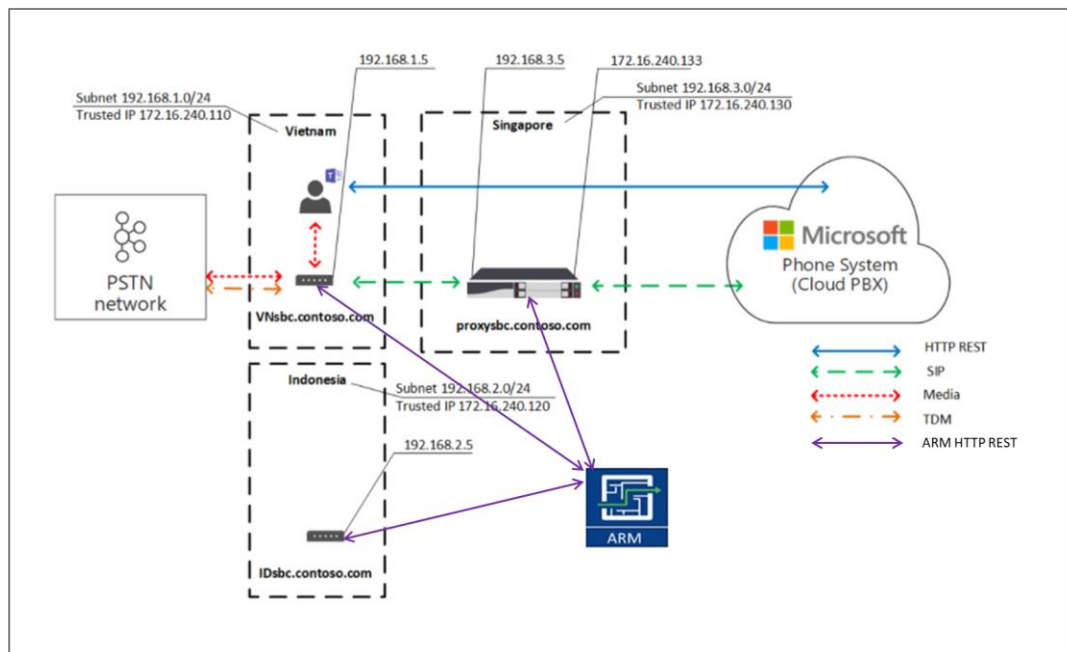 192.168.1.5
192.168.3.5
172.16.240.133
Subnet 192.168.1.0/24
Trusted IP 172.16.240.110
Subnet 192.168.3.0/24
Trusted IP 172.16.240.130
Vietnam
Singapore
T
Microsoft
Phone System
(Cloud PBX)
PSTN
network
VNsbc.contoso.com
proxysbc.contoso.com
HTTP REST
SIP
Media
TDM
ARM HTTP REST
Indonesia
Subnet 192.168.2.0/24
Trusted IP 172.16.240.120
192.168.2.5
ARM
IDsbc.contoso.com